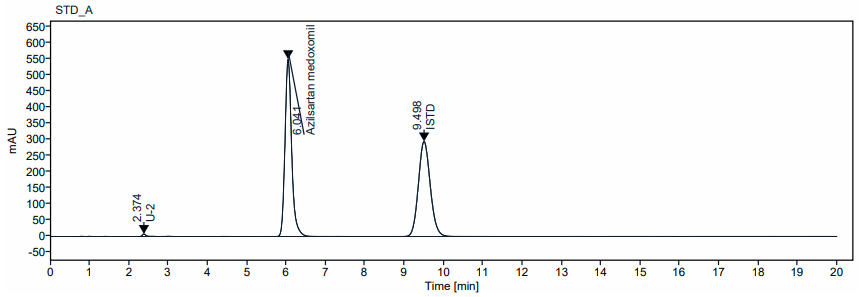 STD_A
mAU
650
600
550
500
450
400
350
300
250
200
150
100
50
0
-50
2.374
U-2
6.041
Azilsartan medoxomil
9.498
ISTD
0 1 2 3 4 5 6 7 8 9 10 11 12 13 14 15 16 17 18 19 20
Time [min]